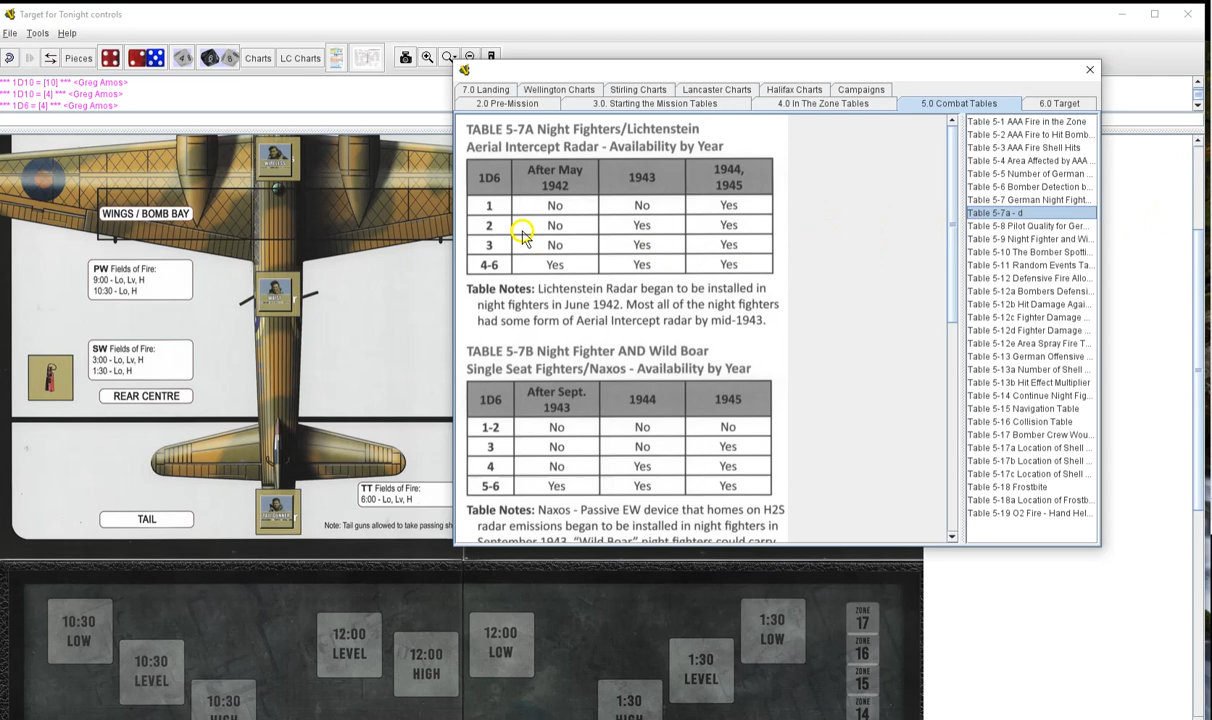 Target for Tonight controls
File Tools Help
Pieces
Charts
LC Charts
*** 1D10 = [10] *** <Greg Amos>
*** 1D10 = [4] *** <Greg Amos>
*** 1D6 = [4] *** <Greg Amos>
7.0 Landing
Wellington Charts
Stirling Charts
Lancaster Charts
Halifax Charts
Campaigns
2.0 Pre-Mission
3.0. Starting the Mission Tables
4.0 In The Zone Tables
5.0 Combat Tables
6.0 Target
TABLE 5-7A Night Fighters/Lichtenstein
Aerial Intercept Radar - Availability by Year
1D6 After May 1942 1943 1944, 1945
1 No No Yes
2 No Yes Yes
3 No Yes Yes
4-6 Yes Yes Yes
Table Notes: Lichtenstein Radar began to be installed in
night fighters in June 1942. Most all of the night fighters
had some form of Aerial Intercept radar by mid-1943.
TABLE 5-7B Night Fighter AND Wild Boar
Single Seat Fighters/Naxos - Availability by Year
1D6 After Sept. 1943 1944 1945
1-2 No No No
3 No No Yes
4 No Yes Yes
5-6 Yes Yes Yes
Table Notes: Naxos - Passive EW device that homes on H2S
radar emissions began to be installed in night fighters in
September 1943. "Wild Boar" night fighters could carry
Table 5-1 AAA Fire in the Zone
Table 5-2 AAA Fire to Hit Bomb...
Table 5-3 AAA Fire Shell Hits
Table 5-4 Area Affected by AAA ...
Table 5-5 Number of German ...
Table 5-6 Bomber Detection b...
Table 5-7 German Night Fight...
Table 5-7a - d
Table 5-8 Pilot Quality for Ger...
Table 5-9 Night Fighter and Wi...
Table 5-10 The Bomber Spotti...
Table 5-11 Random Events Ta...
Table 5-12 Defensive Fire Allo...
Table 5-12a Bombers Defensi...
Table 5-12b Hit Damage Agai...
Table 5-12c Fighter Damage ...
Table 5-12d Fighter Damage ...
Table 5-12e Area Spray Fire T...
Table 5-13 German Offensive ...
Table 5-13a Number of Shell ...
Table 5-13b Hit Effect Multiplier
Table 5-14 Continue Night Fig...
Table 5-15 Navigation Table
Table 5-16 Collision Table
Table 5-17 Bomber Crew Wou...
Table 5-17a Location of Shell ...
Table 5-17b Location of Shell ...
Table 5-17c Location of Shell ...
Table 5-18 Frostbite
Table 5-18a Location of Frostb...
Table 5-19 O2 Fire - Hand Hel...
WIRELESS
WINGS / BOMB BAY
PW Fields of Fire:
9:00 - Lo, Lv, H
10:30 - Lo, H
SW Fields of Fire:
3:00 - Lo, Lv, H
1:30 - Lo, H
REAR CENTRE
TT Fields of Fire:
6:00 - Lo, Lv, H
TAIL
Note: Tail guns allowed to take passing
10:30
LOW
10:30
LEVEL
10:30
HIGH
12:00
LEVEL
12:00
HIGH
12:00
LOW
1:30
HIGH
1:30
LEVEL
1:30
LOW
ZONE
17
ZONE
16
ZONE
15
ZONE
14